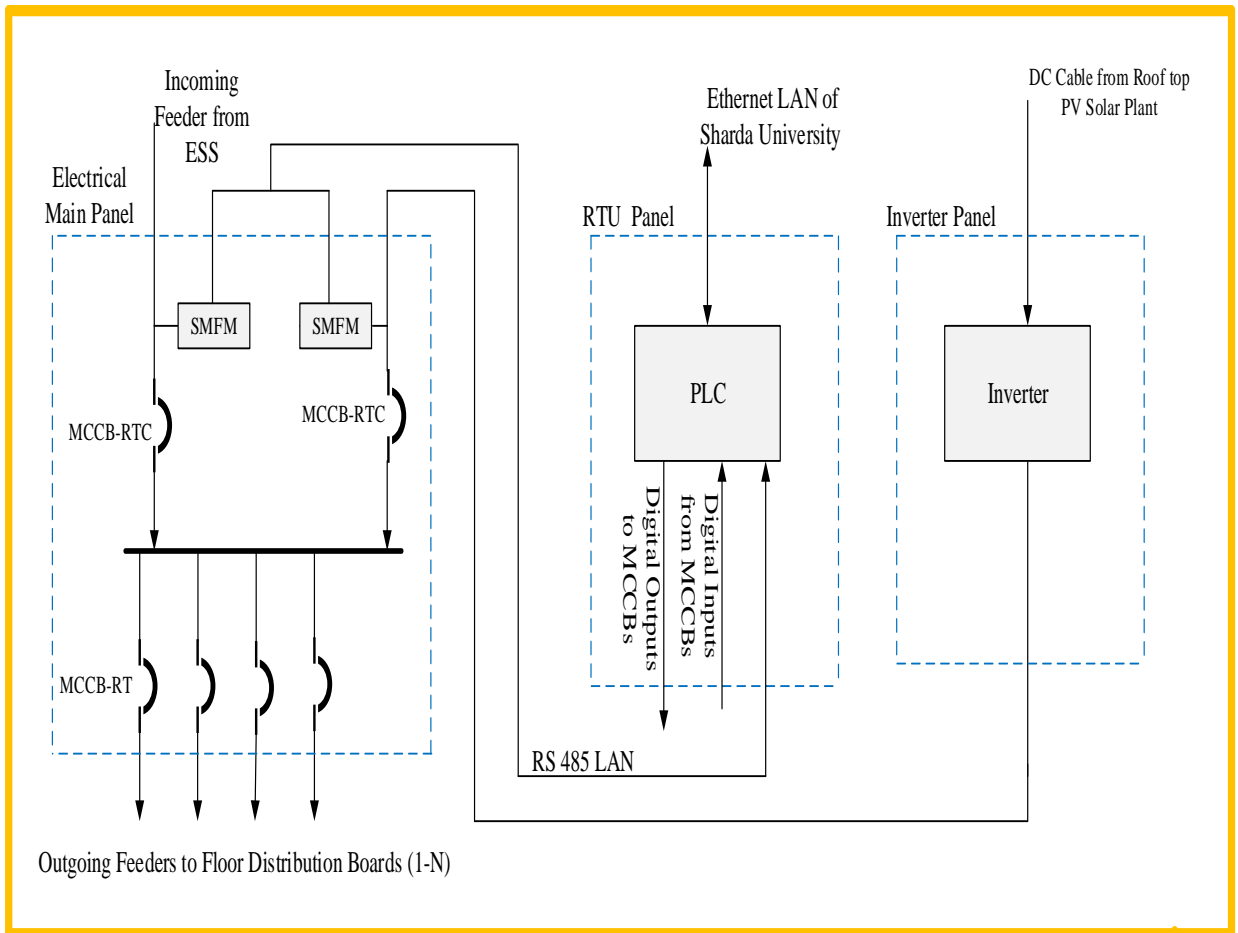 Incoming
Feeder from
ESS
Electrical
Main Panel
SMFM
SMFM
MCCB-RTC
MCCB-RTC
MCCB-RT
Outgoing Feeders to Floor Distribution Boards (1-N)
Ethernet LAN of
Sharda University
RTU Panel
PLC
Digital Outputs
to MCCBs
Digital Inputs
from MCCBs
RS 485 LAN
DC Cable from Roof top
PV Solar Plant
Inverter Panel
Inverter